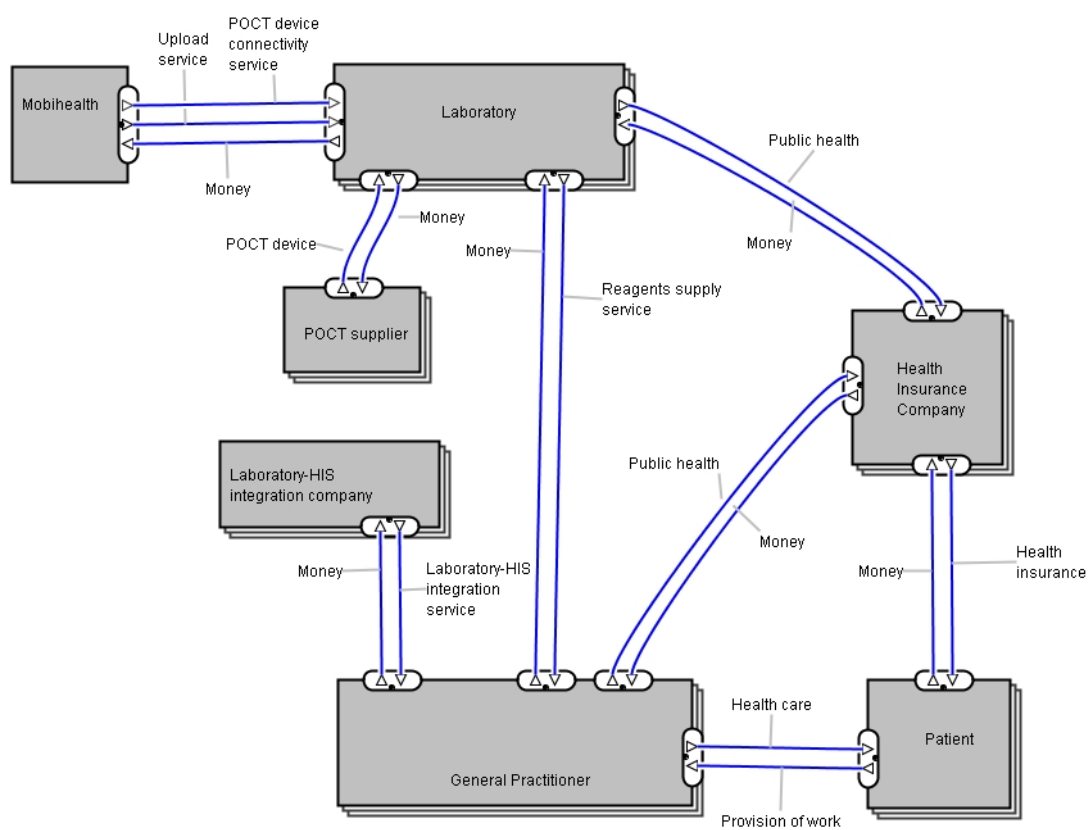 Upload
service
POCT device
connectivity
service
Mobihealth
Laboratory
Money
Public health
Money
POCT device
Money
Money
Reagents supply
service
POCT supplier
Health
Insurance
Company
Laboratory-HIS
integration company
Public health
Money
Money
Laboratory-HIS
integration
service
Money
Health
insurance
Health care
Patient
General Practitioner
Provision of work